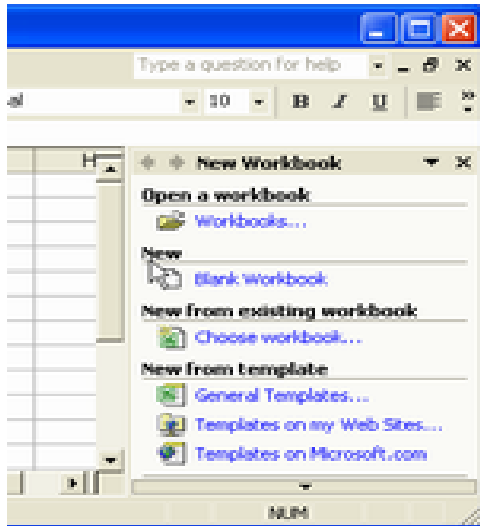 Type a question for help
al
10
B I U
H
New Workbook
Open a workbook
Workbooks...
New
Blank Workbook
New from existing workbook
Choose workbook...
New from template
General Templates...
Templates on my Web Sites...
Templates on Microsoft.com
NUM